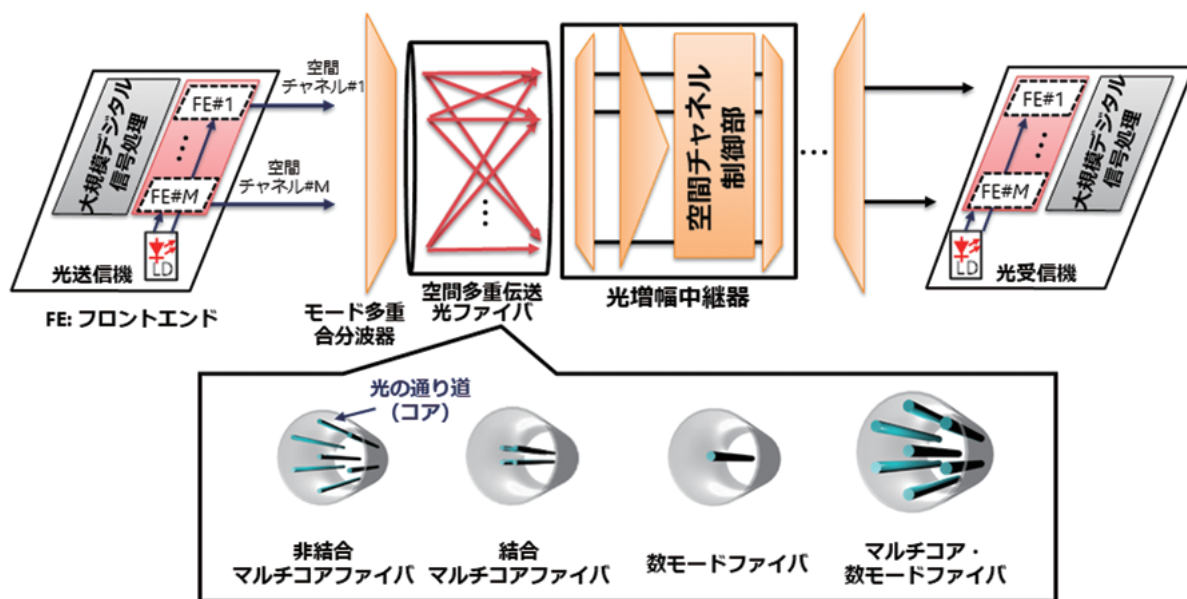 空間
チャネル#1
空間
チャネル#M
大規模デジタル
信号処理
FE#1
⋯
FE#M
LD
光送信機
FE: フロントエンド
モード多重
合分波器
⋯
空間多重伝送
光ファイバ
空間チャネル
制御部
光増幅中継器
⋯
FE#1
⋯
FE#M
大規模デジタル
信号処理
LD
光受信機
光の通り道
(コア)
非結合
マルチコアファイバ
結合
マルチコアファイバ
数モードファイバ
マルチコア・
数モードファイバ